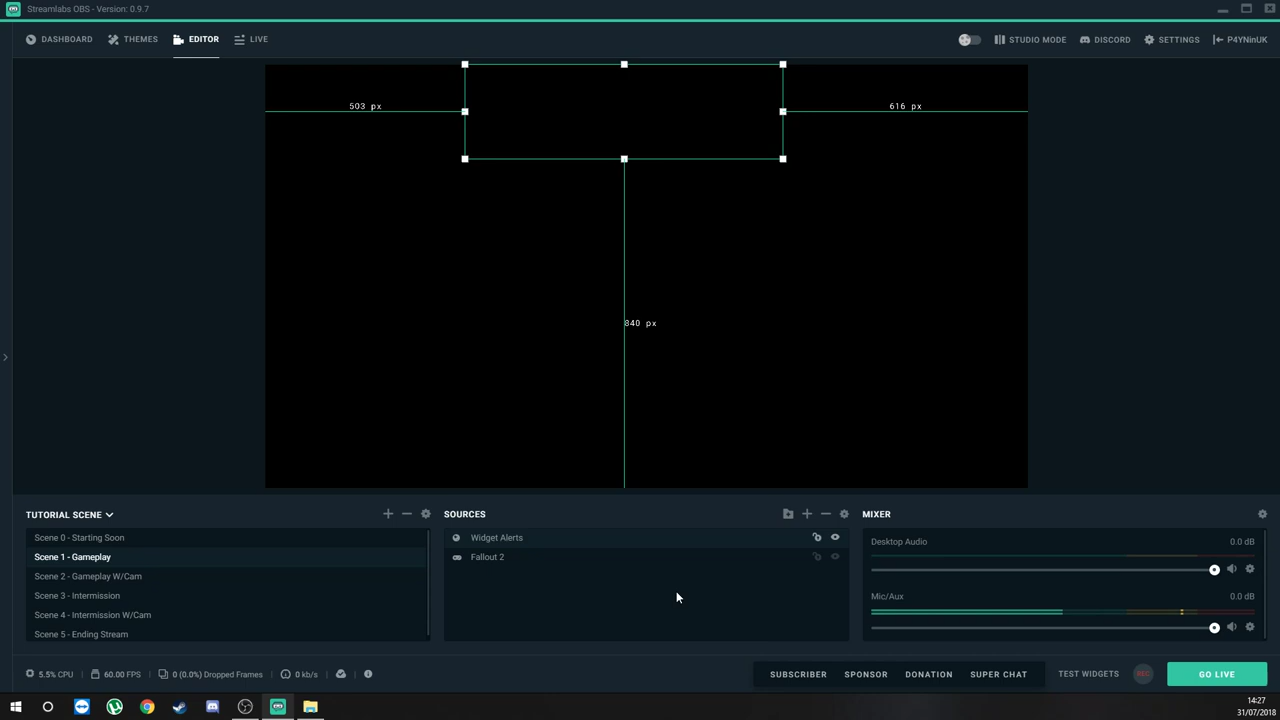 Streamlabs OBS - Version: 0.9.7
DASHBOARD THEMES EDITOR LIVE
STUDIO MODE DISCORD SETTINGS P4YNinUK
503 px
616 px
840 px
TUTORIAL SCENE
Scene 0 - Starting Soon
Scene 1 - Gameplay
Scene 2 - Gameplay W/Cam
Scene 3 - Intermission
Scene 4 - Intermission W/Cam
Scene 5 - Ending Stream
SOURCES
Widget Alerts
Fallout 2
MIXER
Desktop Audio 0.0 dB
Mic/Aux 0.0 dB
5.5% CPU 60.00 FPS 0 (0.0%) Dropped Frames 0 kb/s
SUBSCRIBER SPONSOR DONATION SUPER CHAT TEST WIDGETS REC GO LIVE
14:27
31/07/2018